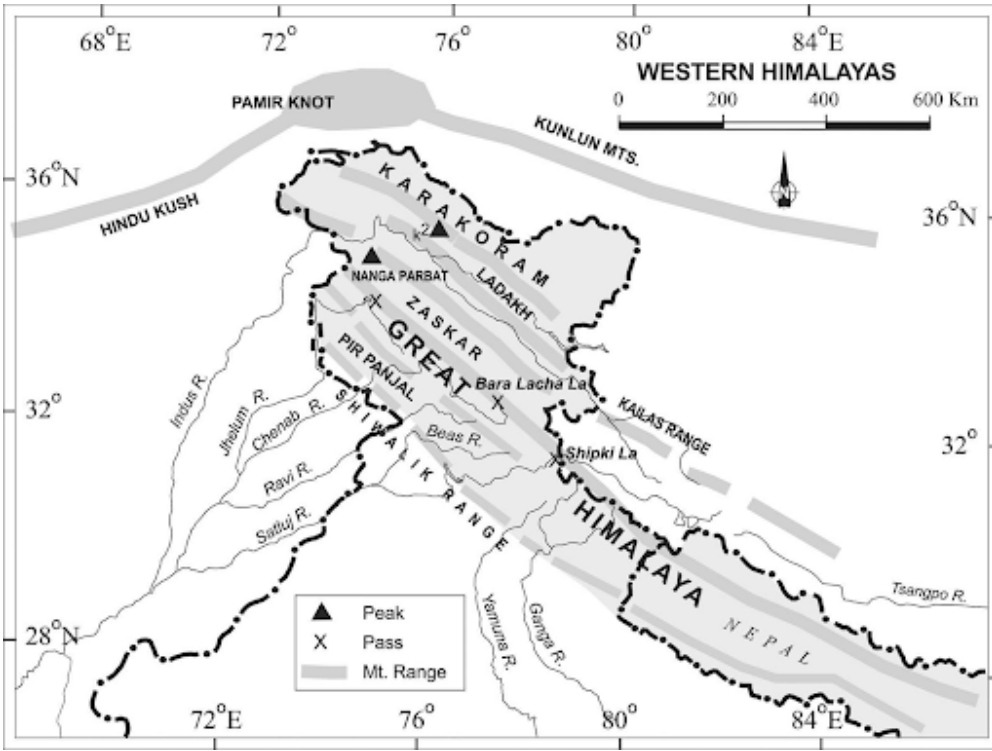 68°E 72° 76° 80° 84°E
WESTERN HIMALAYAS
0 200 400 600 Km
PAMIR KNOT
KUNLUN MTS.
HINDU KUSH
N
36°N
36°N
KARAKORAM
K2
LADAKH
NANGA PARBAT
ZASKAR
GREAT
PIR PANJAL
Bara Lacha La
KAILAS RANGE
32°
32°
Indus R.
Jhelum R.
Chenab R.
SHIWALIK RANGE
Beas R.
Shipki La
Ravi R.
Satluj R.
HIMALAYA
Tsangpo R.
Yamuna R.
Ganga R.
NEPAL
28°N
28°
Peak
Pass
Mt. Range
72°E 76° 80° 84°E